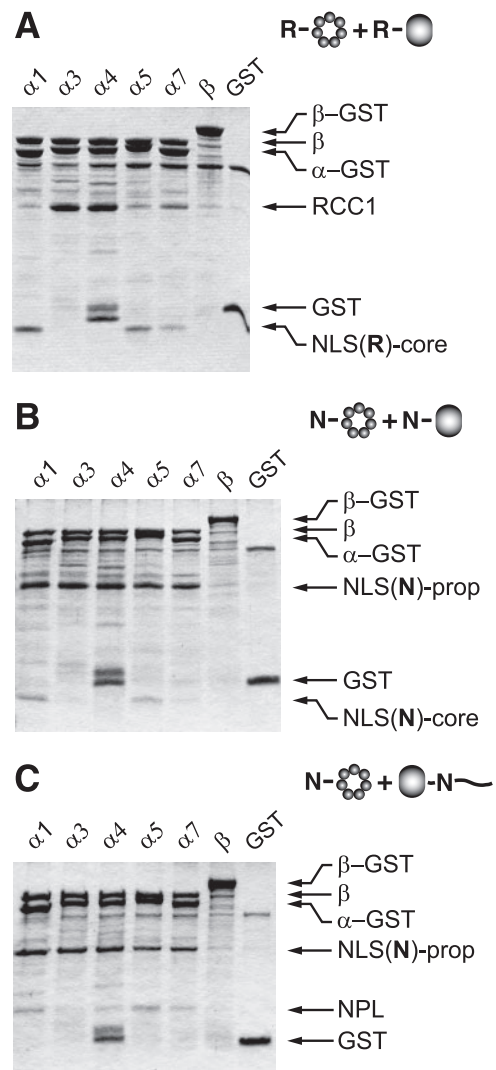 A
R- + R-
α1 α3 α4 α5 α7 β GST
β–GST
β
α–GST
RCC1
GST
NLS(R)-core
B
N- + N-
α1 α3 α4 α5 α7 β GST
β–GST
β
α–GST
NLS(N)-prop
GST
NLS(N)-core
C
N- + -N
α1 α3 α4 α5 α7 β GST
β–GST
β
α–GST
NLS(N)-prop
NPL
GST